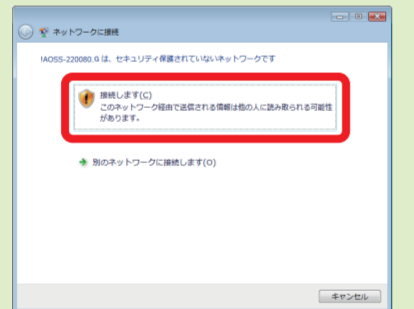 ネットワークに接続
!AOSS-220080.G は、セキュリティ保護されていないネットワークです
接続します(C)
このネットワーク経由で送信される情報は他の人に読み取られる可能性
があります。
別のネットワークに接続します(O)
キャンセル